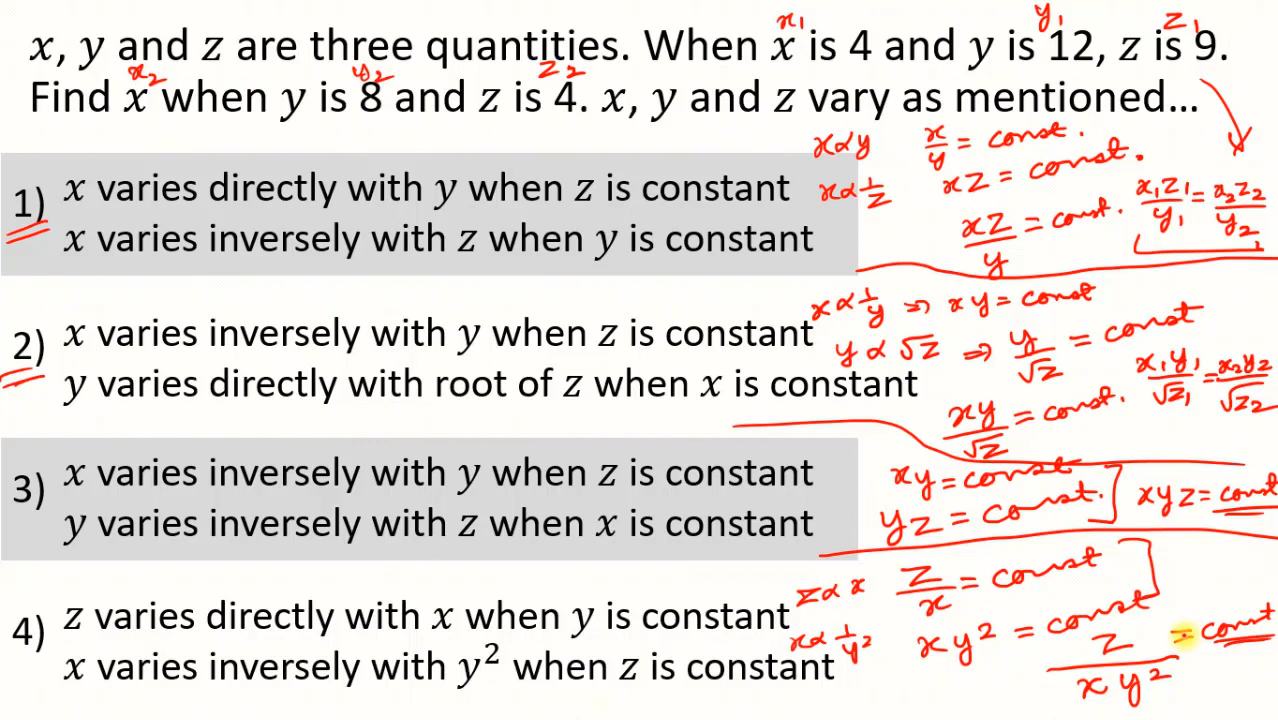 x₁ y₁ z₁
x, y and z are three quantities. When x is 4 and y is 12, z is 9.
x₂ y₂ z₂
Find x when y is 8 and z is 4. x, y and z vary as mentioned...
1) x varies directly with y when z is constant
x varies inversely with z when y is constant
x∝y x/y = const.
x∝1/z xz = const.
xz/y = const. x₁z₁/y₁ = x₂z₂/y₂
2) x varies inversely with y when z is constant
y varies directly with root of z when x is constant
x∝1/y ⇒ xy = const
y∝√z ⇒ y/√z = const
xy/√z = const. x₁y₁/√z₁ = x₂y₂/√z₂
3) x varies inversely with y when z is constant
y varies inversely with z when x is constant
xy = const
yz = const. xyz = const
4) z varies directly with x when y is constant
x varies inversely with y² when z is constant
z∝x z/x = const
x∝1/y² xy² = const
z/xy² = const